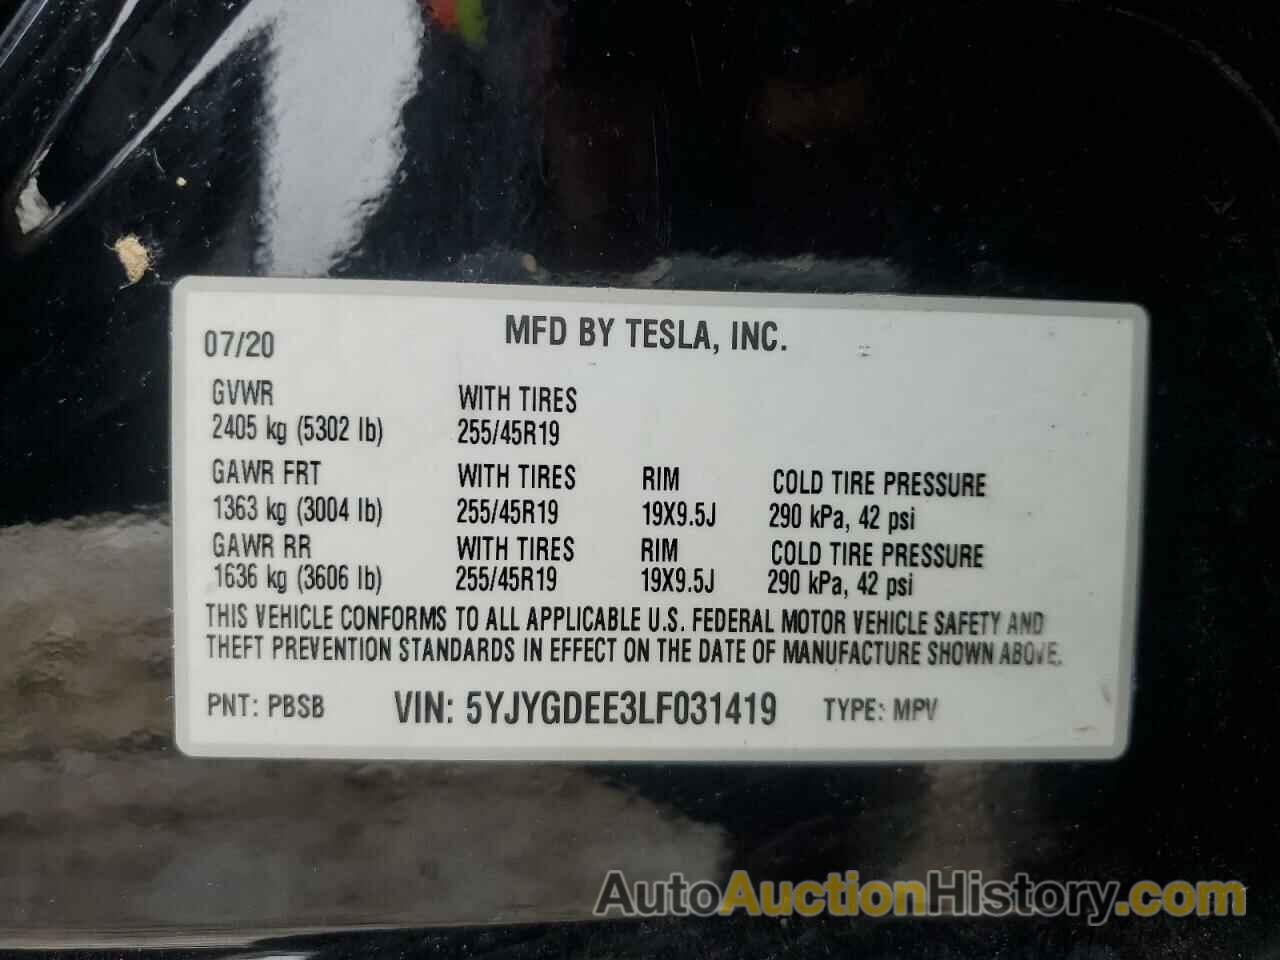 07/20 MFD BY TESLA, INC.
GVWR WITH TIRES
2405 kg (5302 lb) 255/45R19
GAWR FRT WITH TIRES RIM COLD TIRE PRESSURE
1363 kg (3004 lb) 255/45R19 19X9.5J 290 kPa, 42 psi
GAWR RR WITH TIRES RIM COLD TIRE PRESSURE
1636 kg (3606 lb) 255/45R19 19X9.5J 290 kPa, 42 psi
THIS VEHICLE CONFORMS TO ALL APPLICABLE U.S. FEDERAL MOTOR VEHICLE SAFETY AND
THEFT PREVENTION STANDARDS IN EFFECT ON THE DATE OF MANUFACTURE SHOWN ABOVE.
PNT: PBSB VIN: 5YJYGDEE3LF031419 TYPE: MPV
AutoAuctionHistory.com